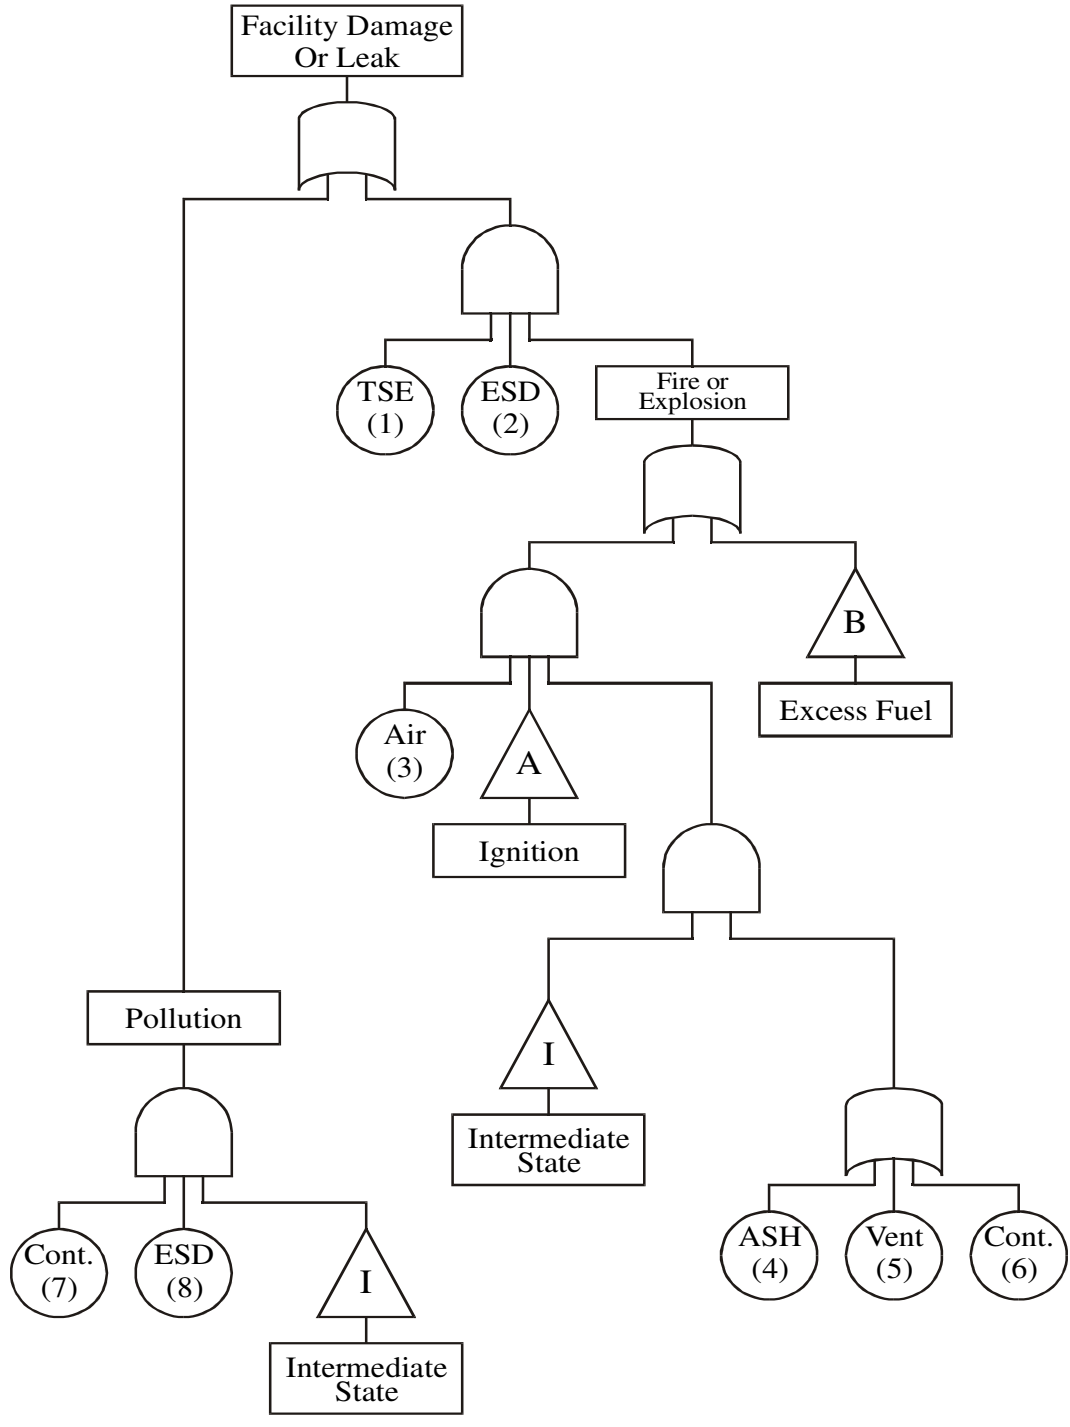 Facility Damage
Or Leak
TSE
(1)
ESD
(2)
Fire or
Explosion
B
Excess Fuel
Air
(3)
A
Ignition
Pollution
I
Intermediate
State
Cont.
(7)
ESD
(8)
I
Intermediate
State
ASH
(4)
Vent
(5)
Cont.
(6)